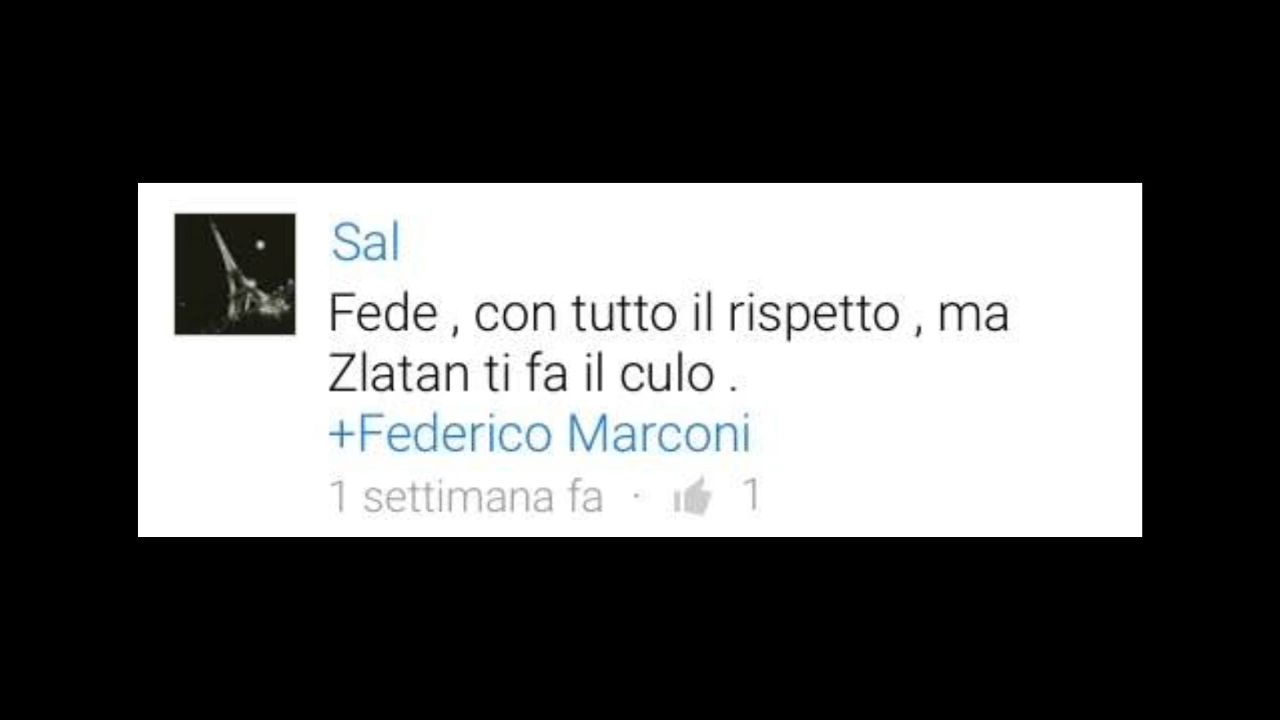 Sal
Fede , con tutto il rispetto , ma
Zlatan ti fa il culo .
+Federico Marconi
1 settimana fa · 1